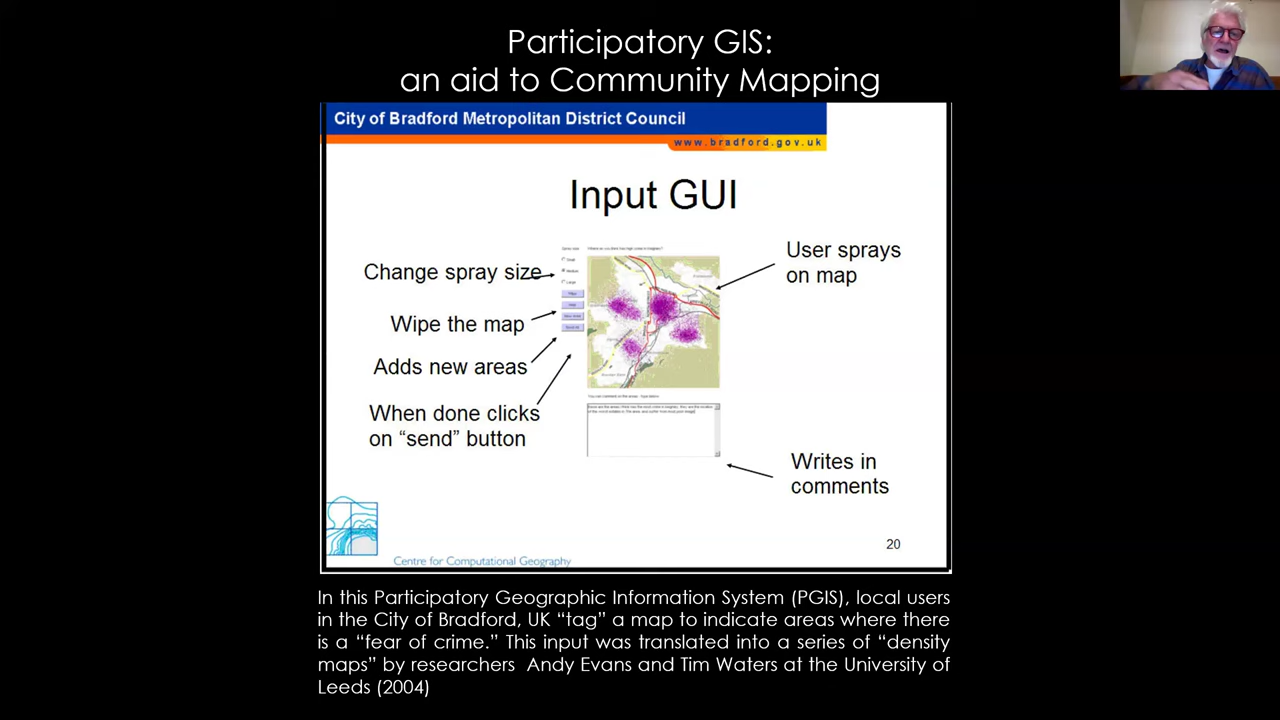 Participatory GIS:
an aid to Community Mapping
City of Bradford Metropolitan District Council
www.bradford.gov.uk
Input GUI
Change spray size
Wipe the map
Adds new areas
When done clicks
on “send” button
User sprays
on map
Writes in
comments
Small
Medium
Large
20
Centre for Computational Geography
In this Participatory Geographic Information System (PGIS), local users
in the City of Bradford, UK “tag” a map to indicate areas where there
is a “fear of crime.” This input was translated into a series of “density
maps” by researchers Andy Evans and Tim Waters at the University of
Leeds (2004)